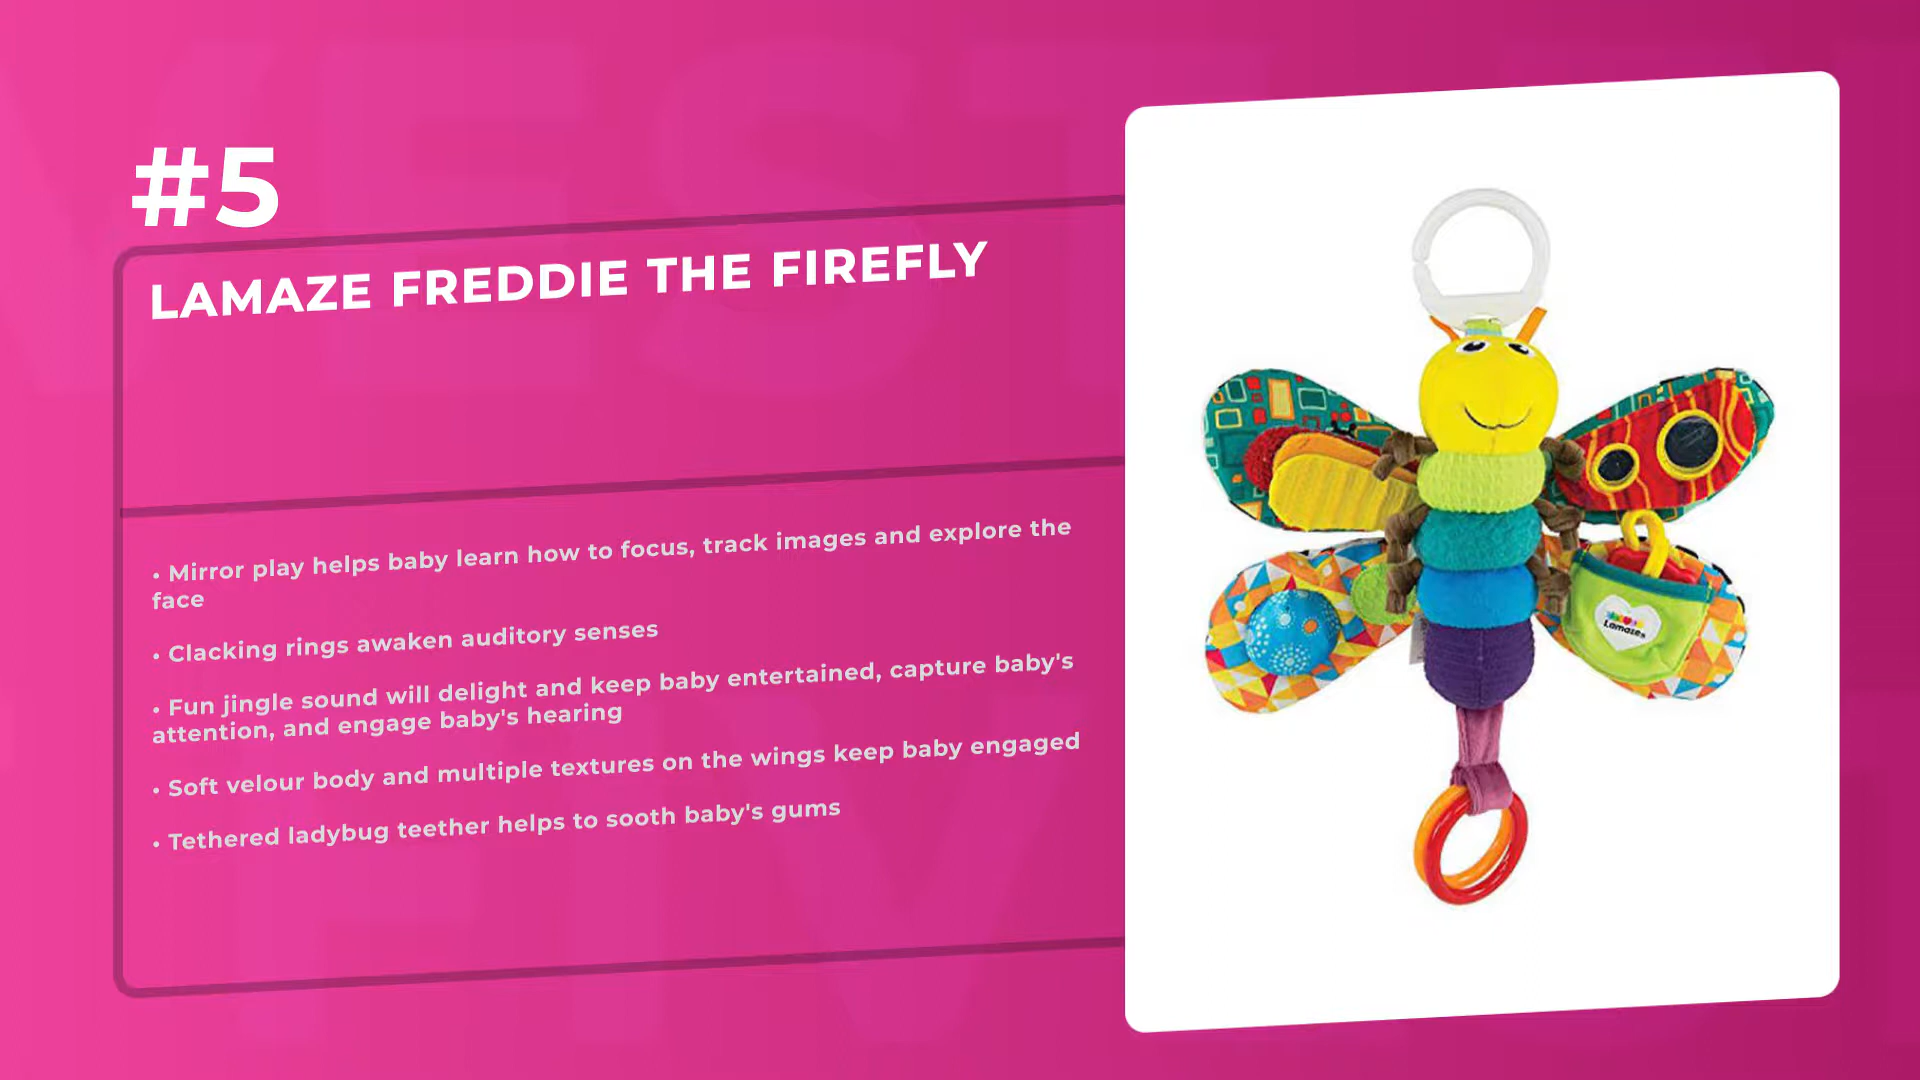 #5
LAMAZE FREDDIE THE FIREFLY
• Mirror play helps baby learn how to focus, track images and explore the
face
• Clacking rings awaken auditory senses
• Fun jingle sound will delight and keep baby entertained, capture baby's
attention, and engage baby's hearing
• Soft velour body and multiple textures on the wings keep baby engaged
• Tethered ladybug teether helps to sooth baby's gums
Lamaze